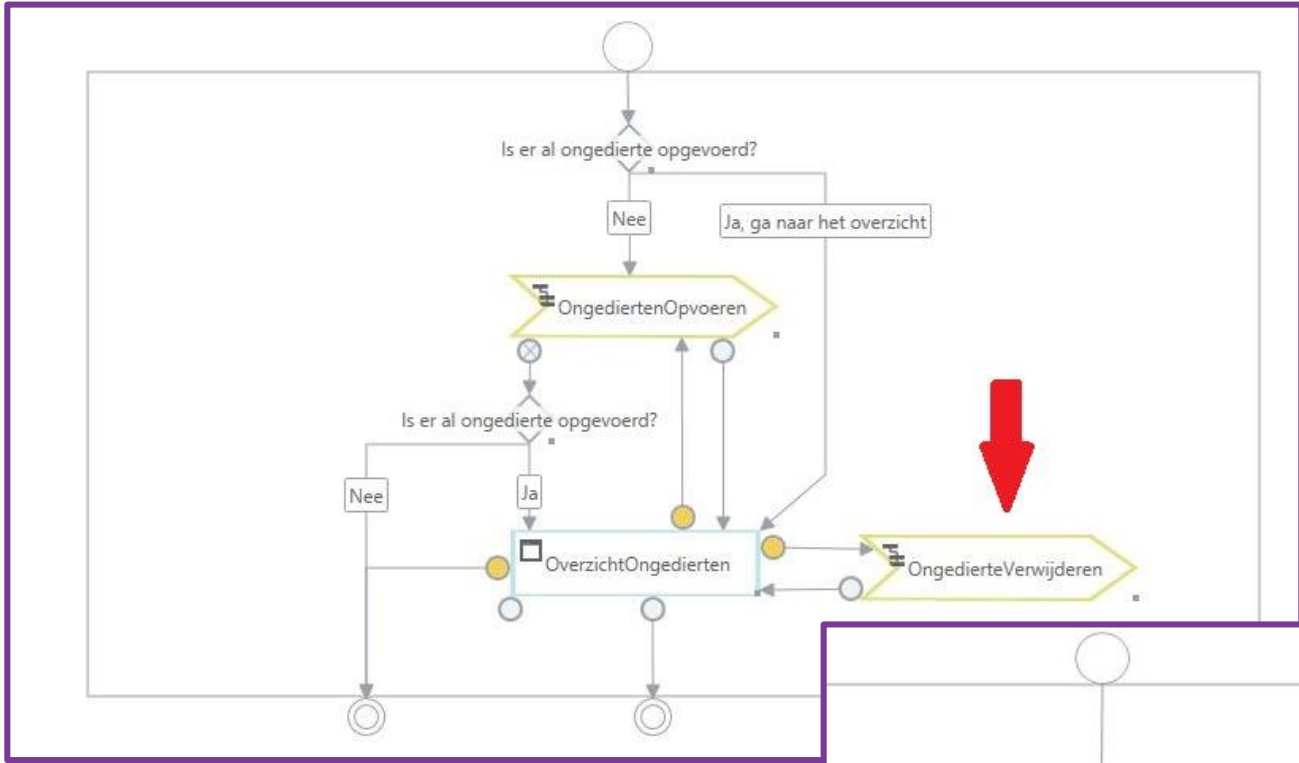 Is er al ongedierte opgevoerd?
Nee
Ja, ga naar het overzicht
OngediertenOpvoeren
Is er al ongedierte opgevoerd?
Nee
Ja
OverzichtOngedierten
OngedierteVerwijderen